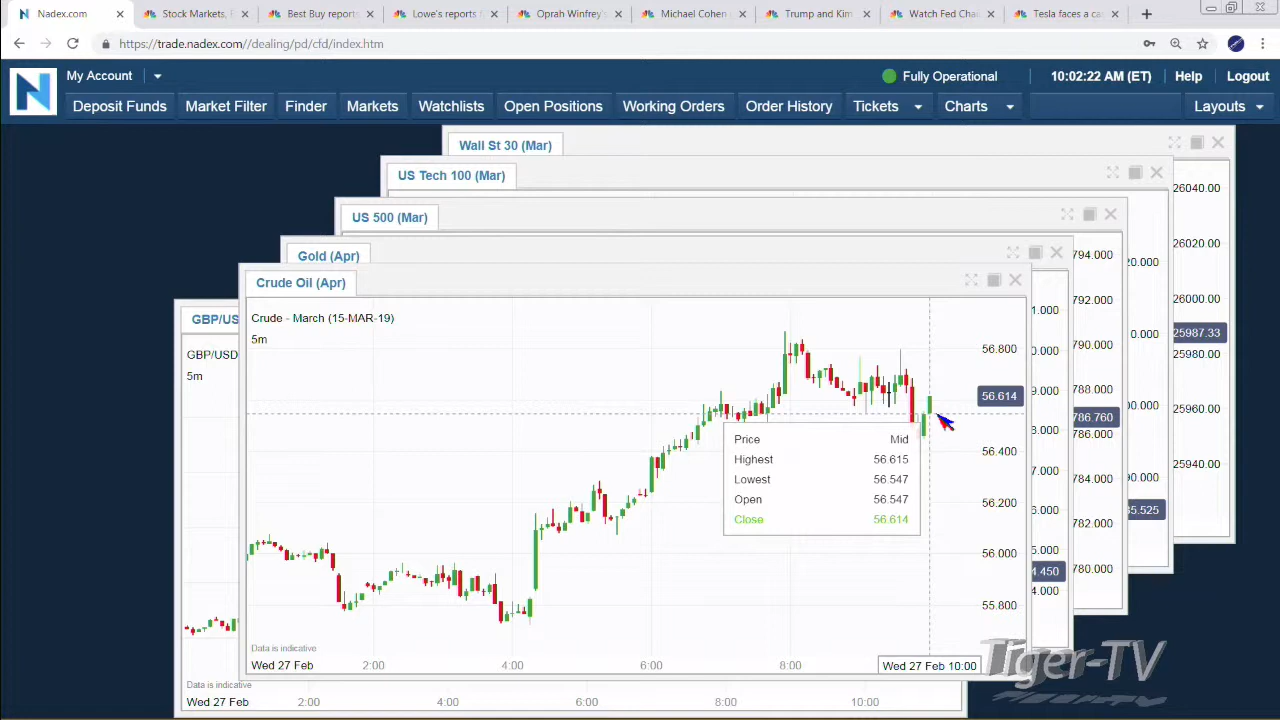 Nadex.com
Stock Markets,
Best Buy reports
Lowe's reports f
Oprah Winfrey's
Michael Cohen
Trump and Kim
Watch Fed Cha
Tesla faces a ca
https://trade.nadex.com//dealing/pd/cfd/index.htm
N
My Account
Fully Operational
10:02:22 AM (ET)
Help
Logout
Deposit Funds
Market Filter
Finder
Markets
Watchlists
Open Positions
Working Orders
Order History
Tickets
Charts
Layouts
Wall St 30 (Mar)
26040.00
26020.00
26000.00
25987.33
25980.00
25960.00
25940.00
US Tech 100 (Mar)
US 500 (Mar)
794.000
792.000
790.000
788.000
786.760
786.000
784.000
782.000
780.000
Gold (Apr)
Crude Oil (Apr)
Crude - March (15-MAR-19)
5m
56.800
56.614
56.400
56.200
56.000
55.800
Price Mid
Highest 56.615
Lowest 56.547
Open 56.547
Close 56.614
Data is indicative
Wed 27 Feb
2:00
4:00
6:00
8:00
Wed 27 Feb 10:00
GBP/US
GBP/USD
5m
Data is indicative
Wed 27 Feb
2:00
4:00
6:00
8:00
10:00
Tiger-TV